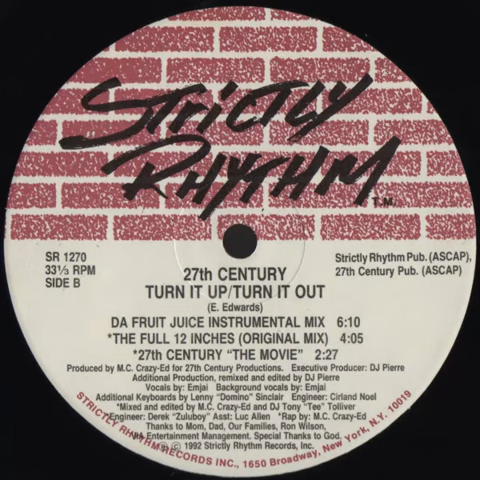 STRICTLY
RHYTHM T.M.
SR 1270
33⅓ RPM
SIDE B
Strictly Rhythm Pub. (ASCAP),
27th Century Pub. (ASCAP)
27th CENTURY
TURN IT UP/TURN IT OUT
(E. Edwards)
DA FRUIT JUICE INSTRUMENTAL MIX 6:10
*THE FULL 12 INCHES (ORIGINAL MIX) 4:05
*27th CENTURY "THE MOVIE" 2:27
Produced by M.C. Crazy-Ed for 27th Century Productions. Executive Producer: DJ Pierre
Additional Production, remixed and edited by DJ Pierre
Vocals by: Emjai Background vocals by: Emjai
Additional Keyboards by Lenny "Domino" Sinclair Engineer: Cirland Noel
*Mixed and edited by M.C. Crazy-Ed and DJ Tony "Tee" Tolliver
Engineer: Derek "Zuluboy" Asst: Luc Allen *Rap by: M.C. Crazy-Ed
Thanks to Mom, Dad, Our Families, Ron Wilson,
Entertainment Management. Special Thanks to God.
℗ © 1992 Strictly Rhythm Records, Inc.
STRICTLY RHYTHM RECORDS INC., 1650 Broadway, New York, N.Y. 10019